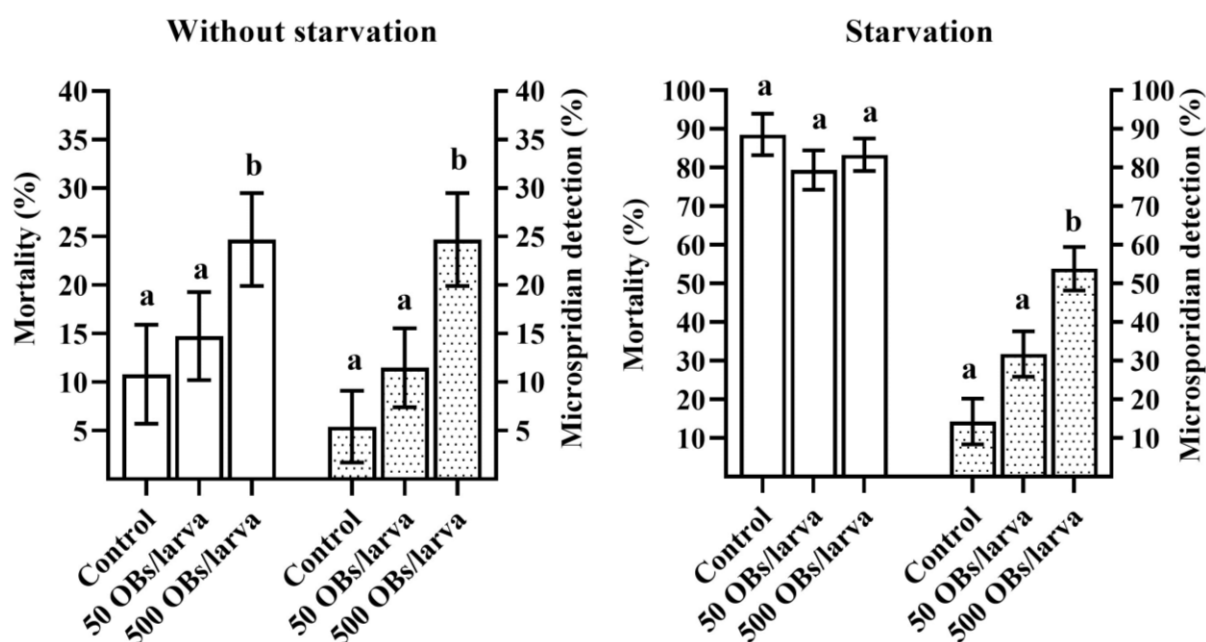 Without starvation
Mortality (%)
40
35
30
25
20
15
10
5
a
a
b
a
a
b
40
35
30
25
20
15
10
5
Microspridian detection (%)
Control
50 OBs/larva
500 OBs/larva
Control
50 OBs/larva
500 OBs/larva
Starvation
Mortality (%)
100
90
80
70
60
50
40
30
20
10
a
a
a
a
a
b
100
90
80
70
60
50
40
30
20
10
Microsporidian detection (%)
Control
50 OBs/larva
500 OBs/larva
Control
50 OBs/larva
500 OBs/larva